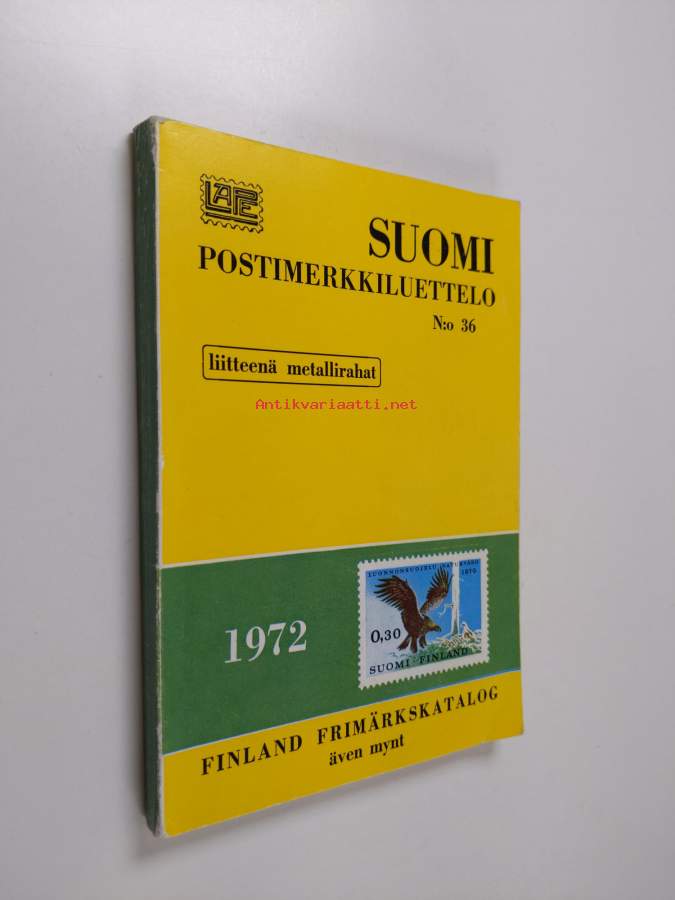 LAPE
SUOMI
POSTIMERKKILUETTELO
N:o 36
liitteenä metallirahat
Antikvariaatti.net
1972
LUONNONSUOJELU NATURVÅRD
1970
0,30
SUOMI-FINLAND
FINLAND FRIMÄRKSKATALOG
även mynt